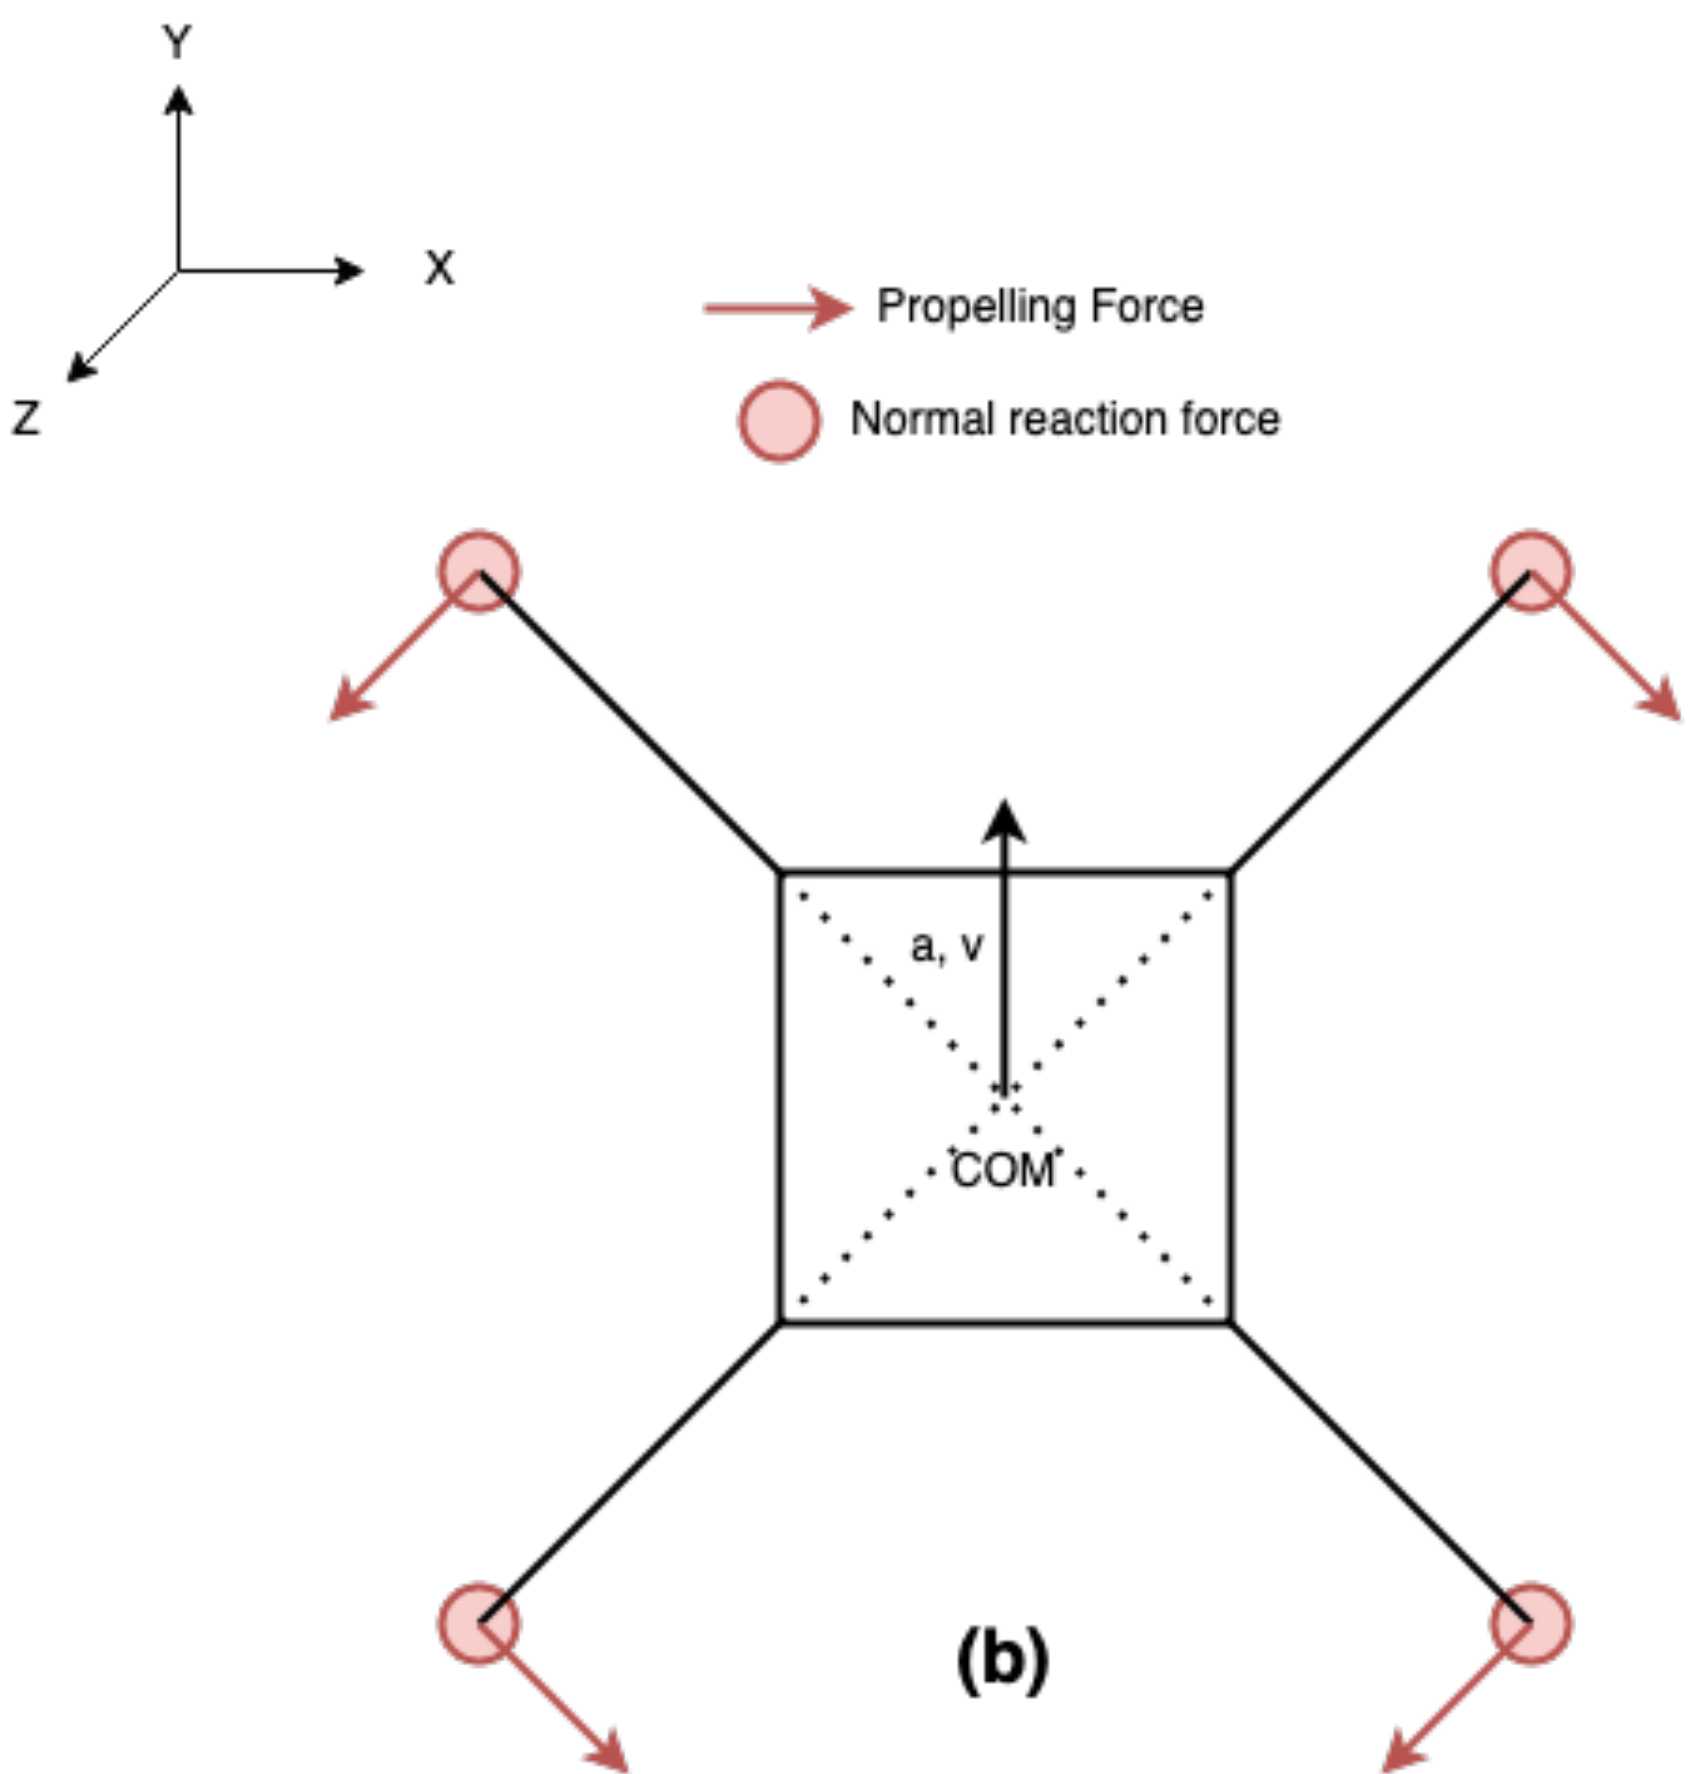 Y
X
Z
Propelling Force
Normal reaction force
a, v
COM
(b)